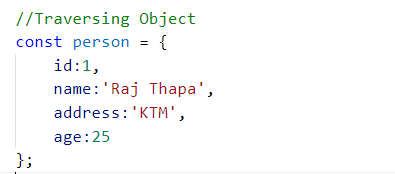 //Traversing Object
const person = {
    id:1,
    name:'Raj Thapa',
    address:'KTM',
    age:25
};